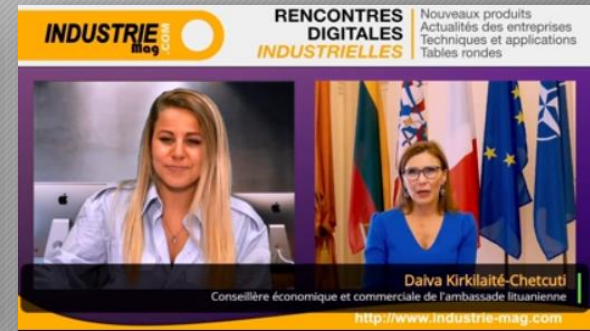 INDUSTRIE
Mag
.COM
RENCONTRES
DIGITALES
INDUSTRIELLES
Nouveaux produits
Actualités des entreprises
Techniques et applications
Tables rondes
Daiva Kirkilaité-Chetcuti
Conseillère économique et commerciale de l'ambassade lituanienne
http://www.industrie-mag.com